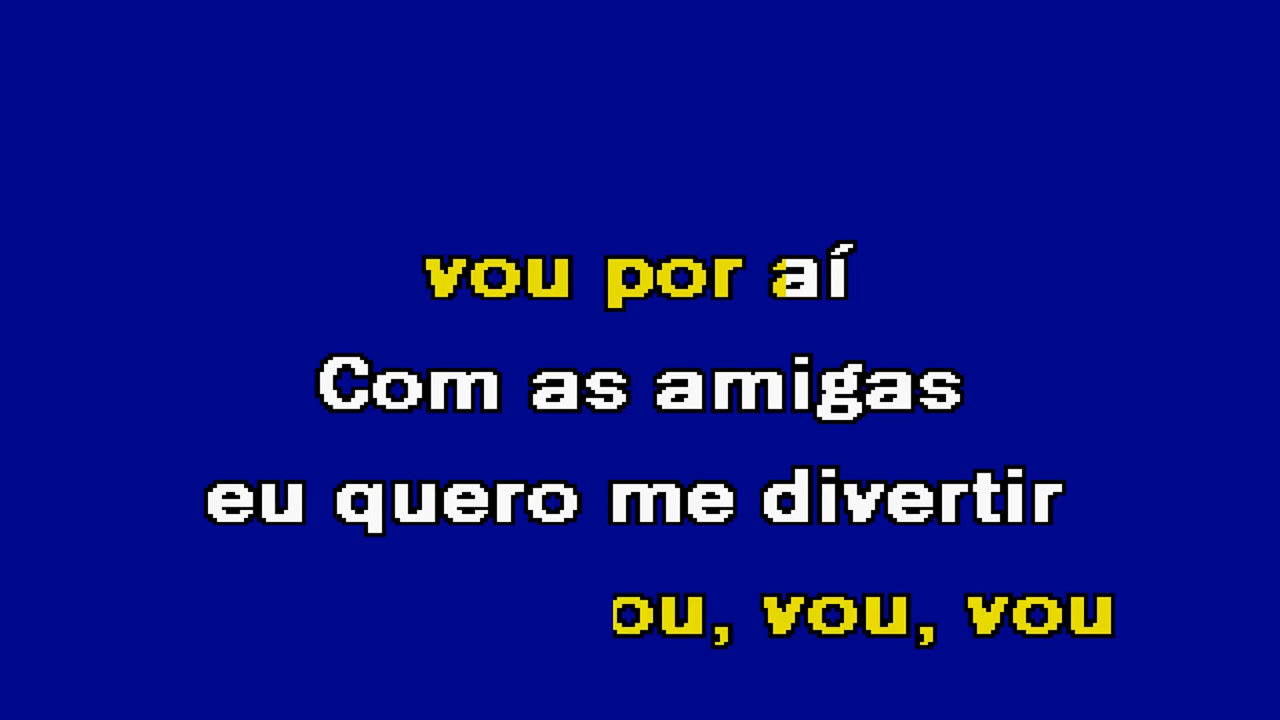 vou por aí
Com as amigas
eu quero me divertir
ou, vou, vou